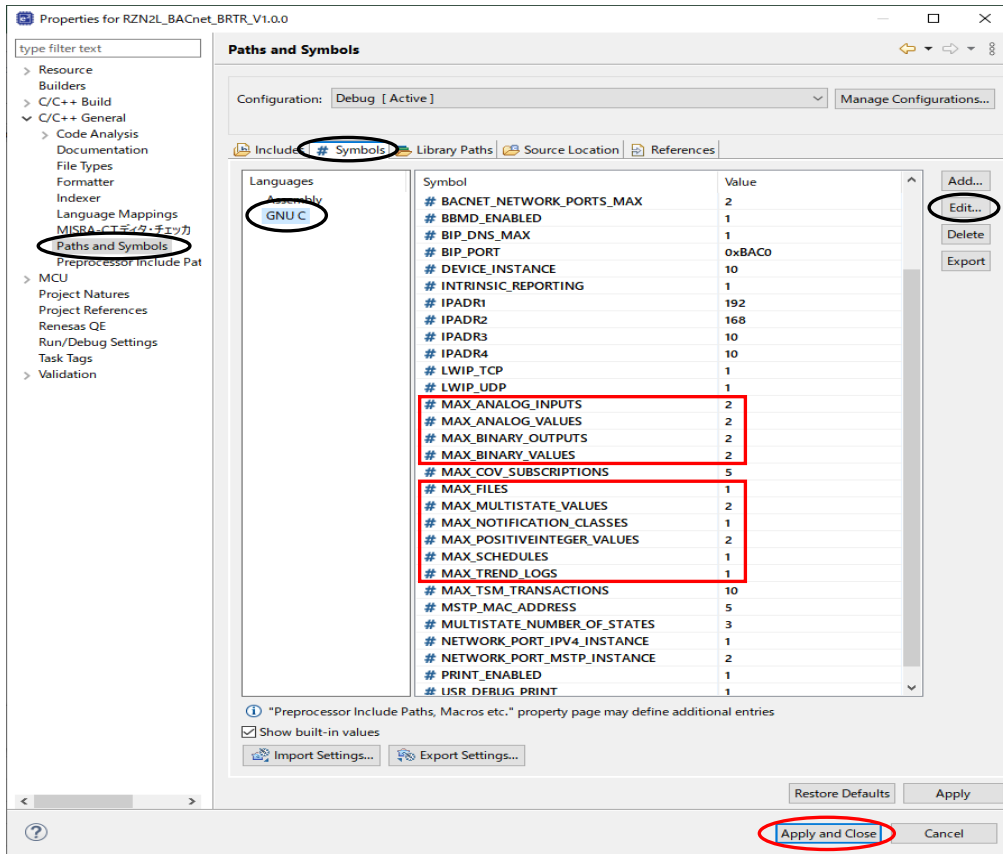 Properties for RZN2L_BACnet_BRTR_V1.0.0
type filter text
Resource
Builders
C/C++ Build
C/C++ General
Code Analysis
Documentation
File Types
Formatter
Indexer
Language Mappings
MISRA-CTディタ・チェッカ
Paths and Symbols
Preprocessor Include Pat
MCU
Project Natures
Project References
Renesas QE
Run/Debug Settings
Task Tags
Validation
Paths and Symbols
Configuration: Debug [ Active ] Manage Configurations...
Includes # Symbols Library Paths Source Location References
Languages
Assembly
GNU C
Symbol Value
# BACNET_NETWORK_PORTS_MAX 2
# BBMD_ENABLED 1
# BIP_DNS_MAX 1
# BIP_PORT 0xBAC0
# DEVICE_INSTANCE 10
# INTRINSIC_REPORTING 1
# IPADR1 192
# IPADR2 168
# IPADR3 10
# IPADR4 10
# LWIP_TCP 1
# LWIP_UDP 1
# MAX_ANALOG_INPUTS 2
# MAX_ANALOG_VALUES 2
# MAX_BINARY_OUTPUTS 2
# MAX_BINARY_VALUES 2
# MAX_COV_SUBSCRIPTIONS 5
# MAX_FILES 1
# MAX_MULTISTATE_VALUES 2
# MAX_NOTIFICATION_CLASSES 1
# MAX_POSITIVEINTEGER_VALUES 2
# MAX_SCHEDULES 1
# MAX_TREND_LOGS 1
# MAX_TSM_TRANSACTIONS 10
# MSTP_MAC_ADDRESS 5
# MULTISTATE_NUMBER_OF_STATES 3
# NETWORK_PORT_IPV4_INSTANCE 1
# NETWORK_PORT_MSTP_INSTANCE 2
# PRINT_ENABLED 1
# USR_DEBUG_PRINT 1
Add...
Edit...
Delete
Export
"Preprocessor Include Paths, Macros etc." property page may define additional entries
Show built-in values
Import Settings... Export Settings...
Restore Defaults Apply
Apply and Close Cancel